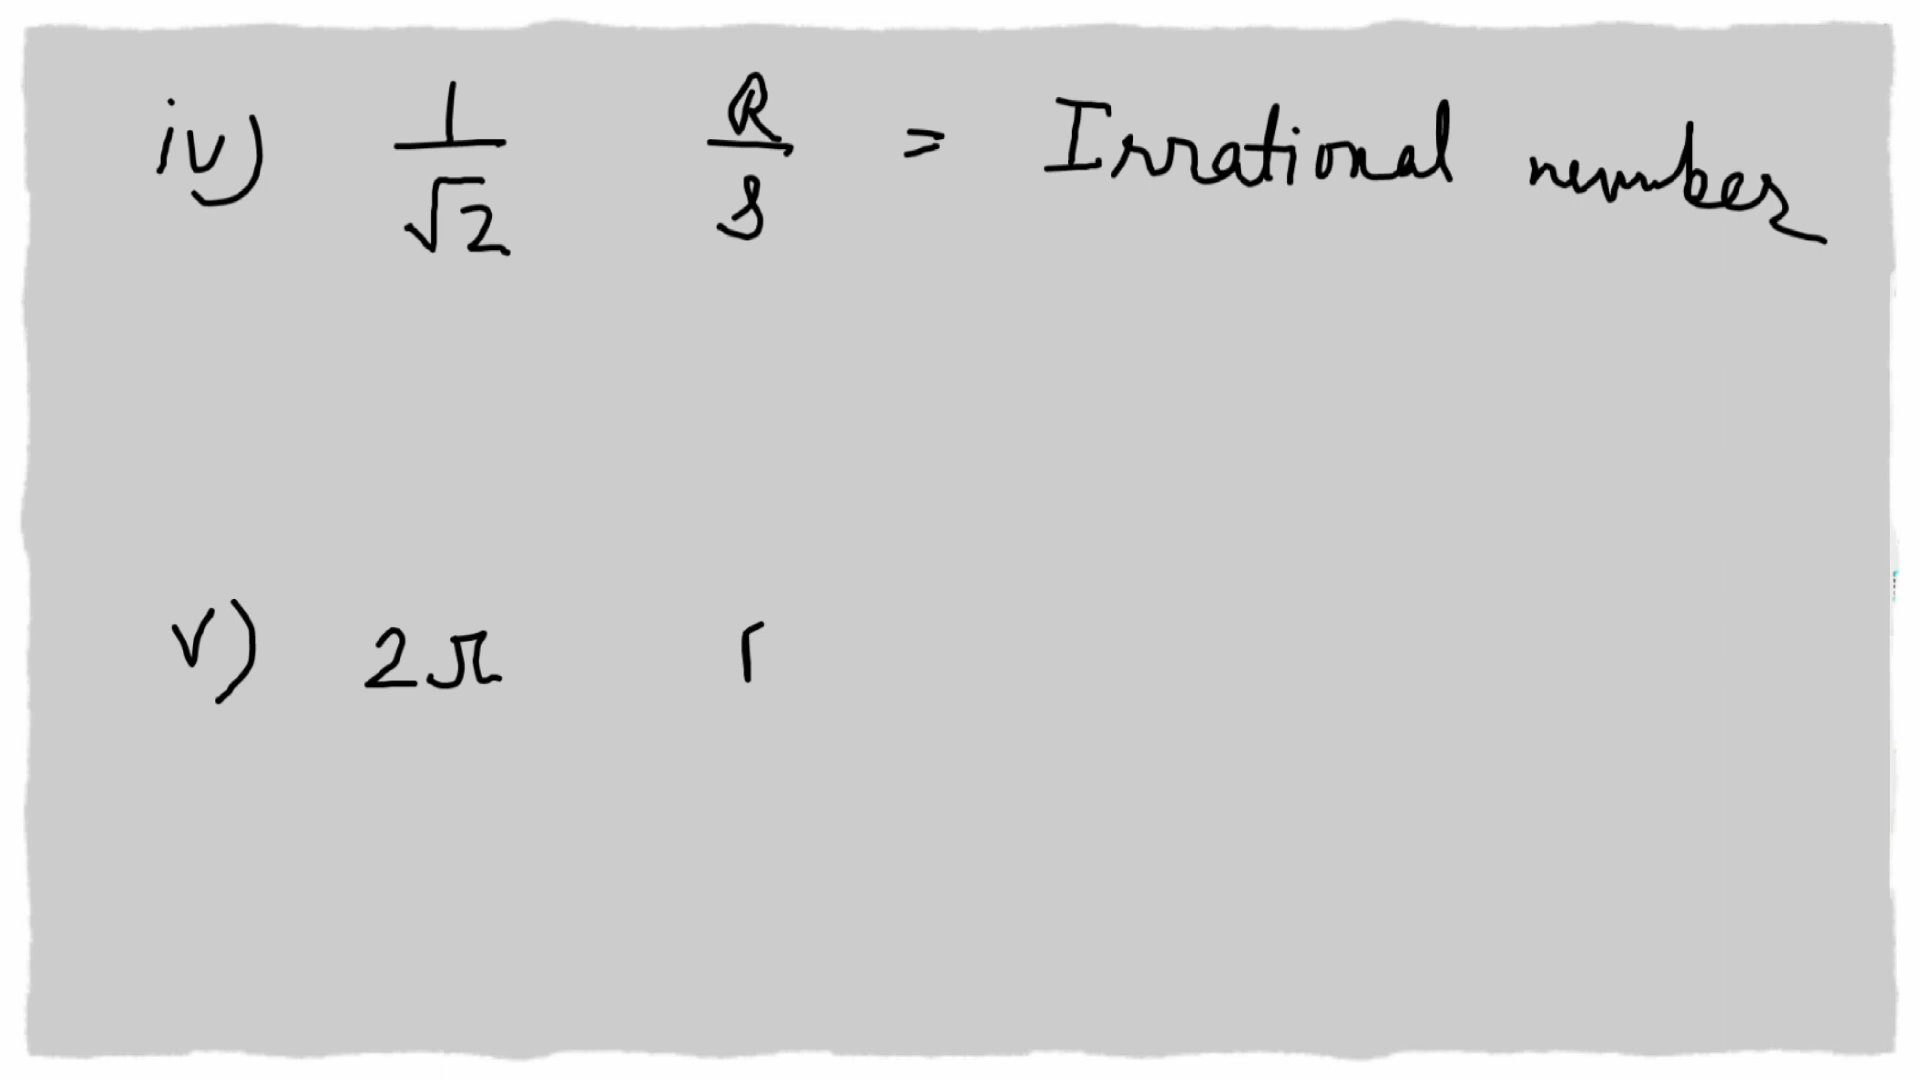 iv) 1/√2 R/S = Irrational number
v) 2π